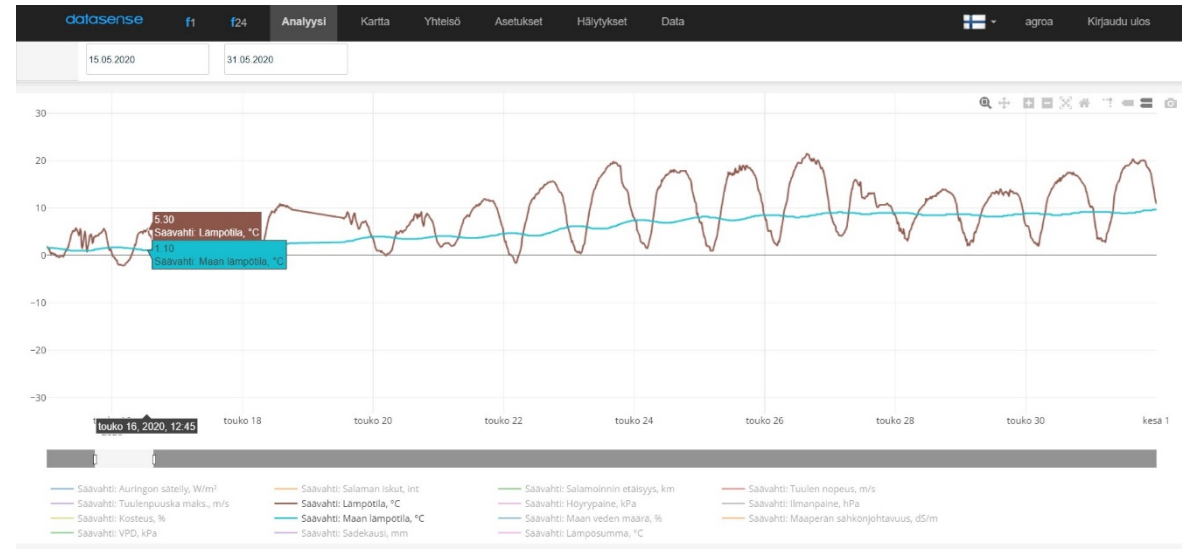 datasense f1 f24 Analyysi Kartta Yhteisö Asetukset Hälytykset Data agroa Kirjaudu ulos
15.05.2020 31.05.2020
30
20
10
0
−10
−20
−30
5.30
Säävahti: Lämpötila, °C
1.10
Säävahti: Maan lämpötila, °C
touko 18 touko 20 touko 22 touko 24 touko 26 touko 28 touko 30 kesä 1
touko 16, 2020, 12:45
Säävahti: Auringon säteily, W/m² Säävahti: Salaman iskut, int Säävahti: Salamoinnin etäisyys, km Säävahti: Tuulen nopeus, m/s
Säävahti: Tuulenpuuska maks., m/s Säävahti: Lämpötila, °C Säävahti: Höyrypaine, kPa Säävahti: Ilmanpaine, hPa
Säävahti: Kosteus, % Säävahti: Maan lämpötila, °C Säävahti: Maan veden määrä, % Säävahti: Maaperän sähkönjohtavuus, dS/m
Säävahti: VPD, kPa Säävahti: Sadekausi, mm Säävahti: Lämpösumma, °C